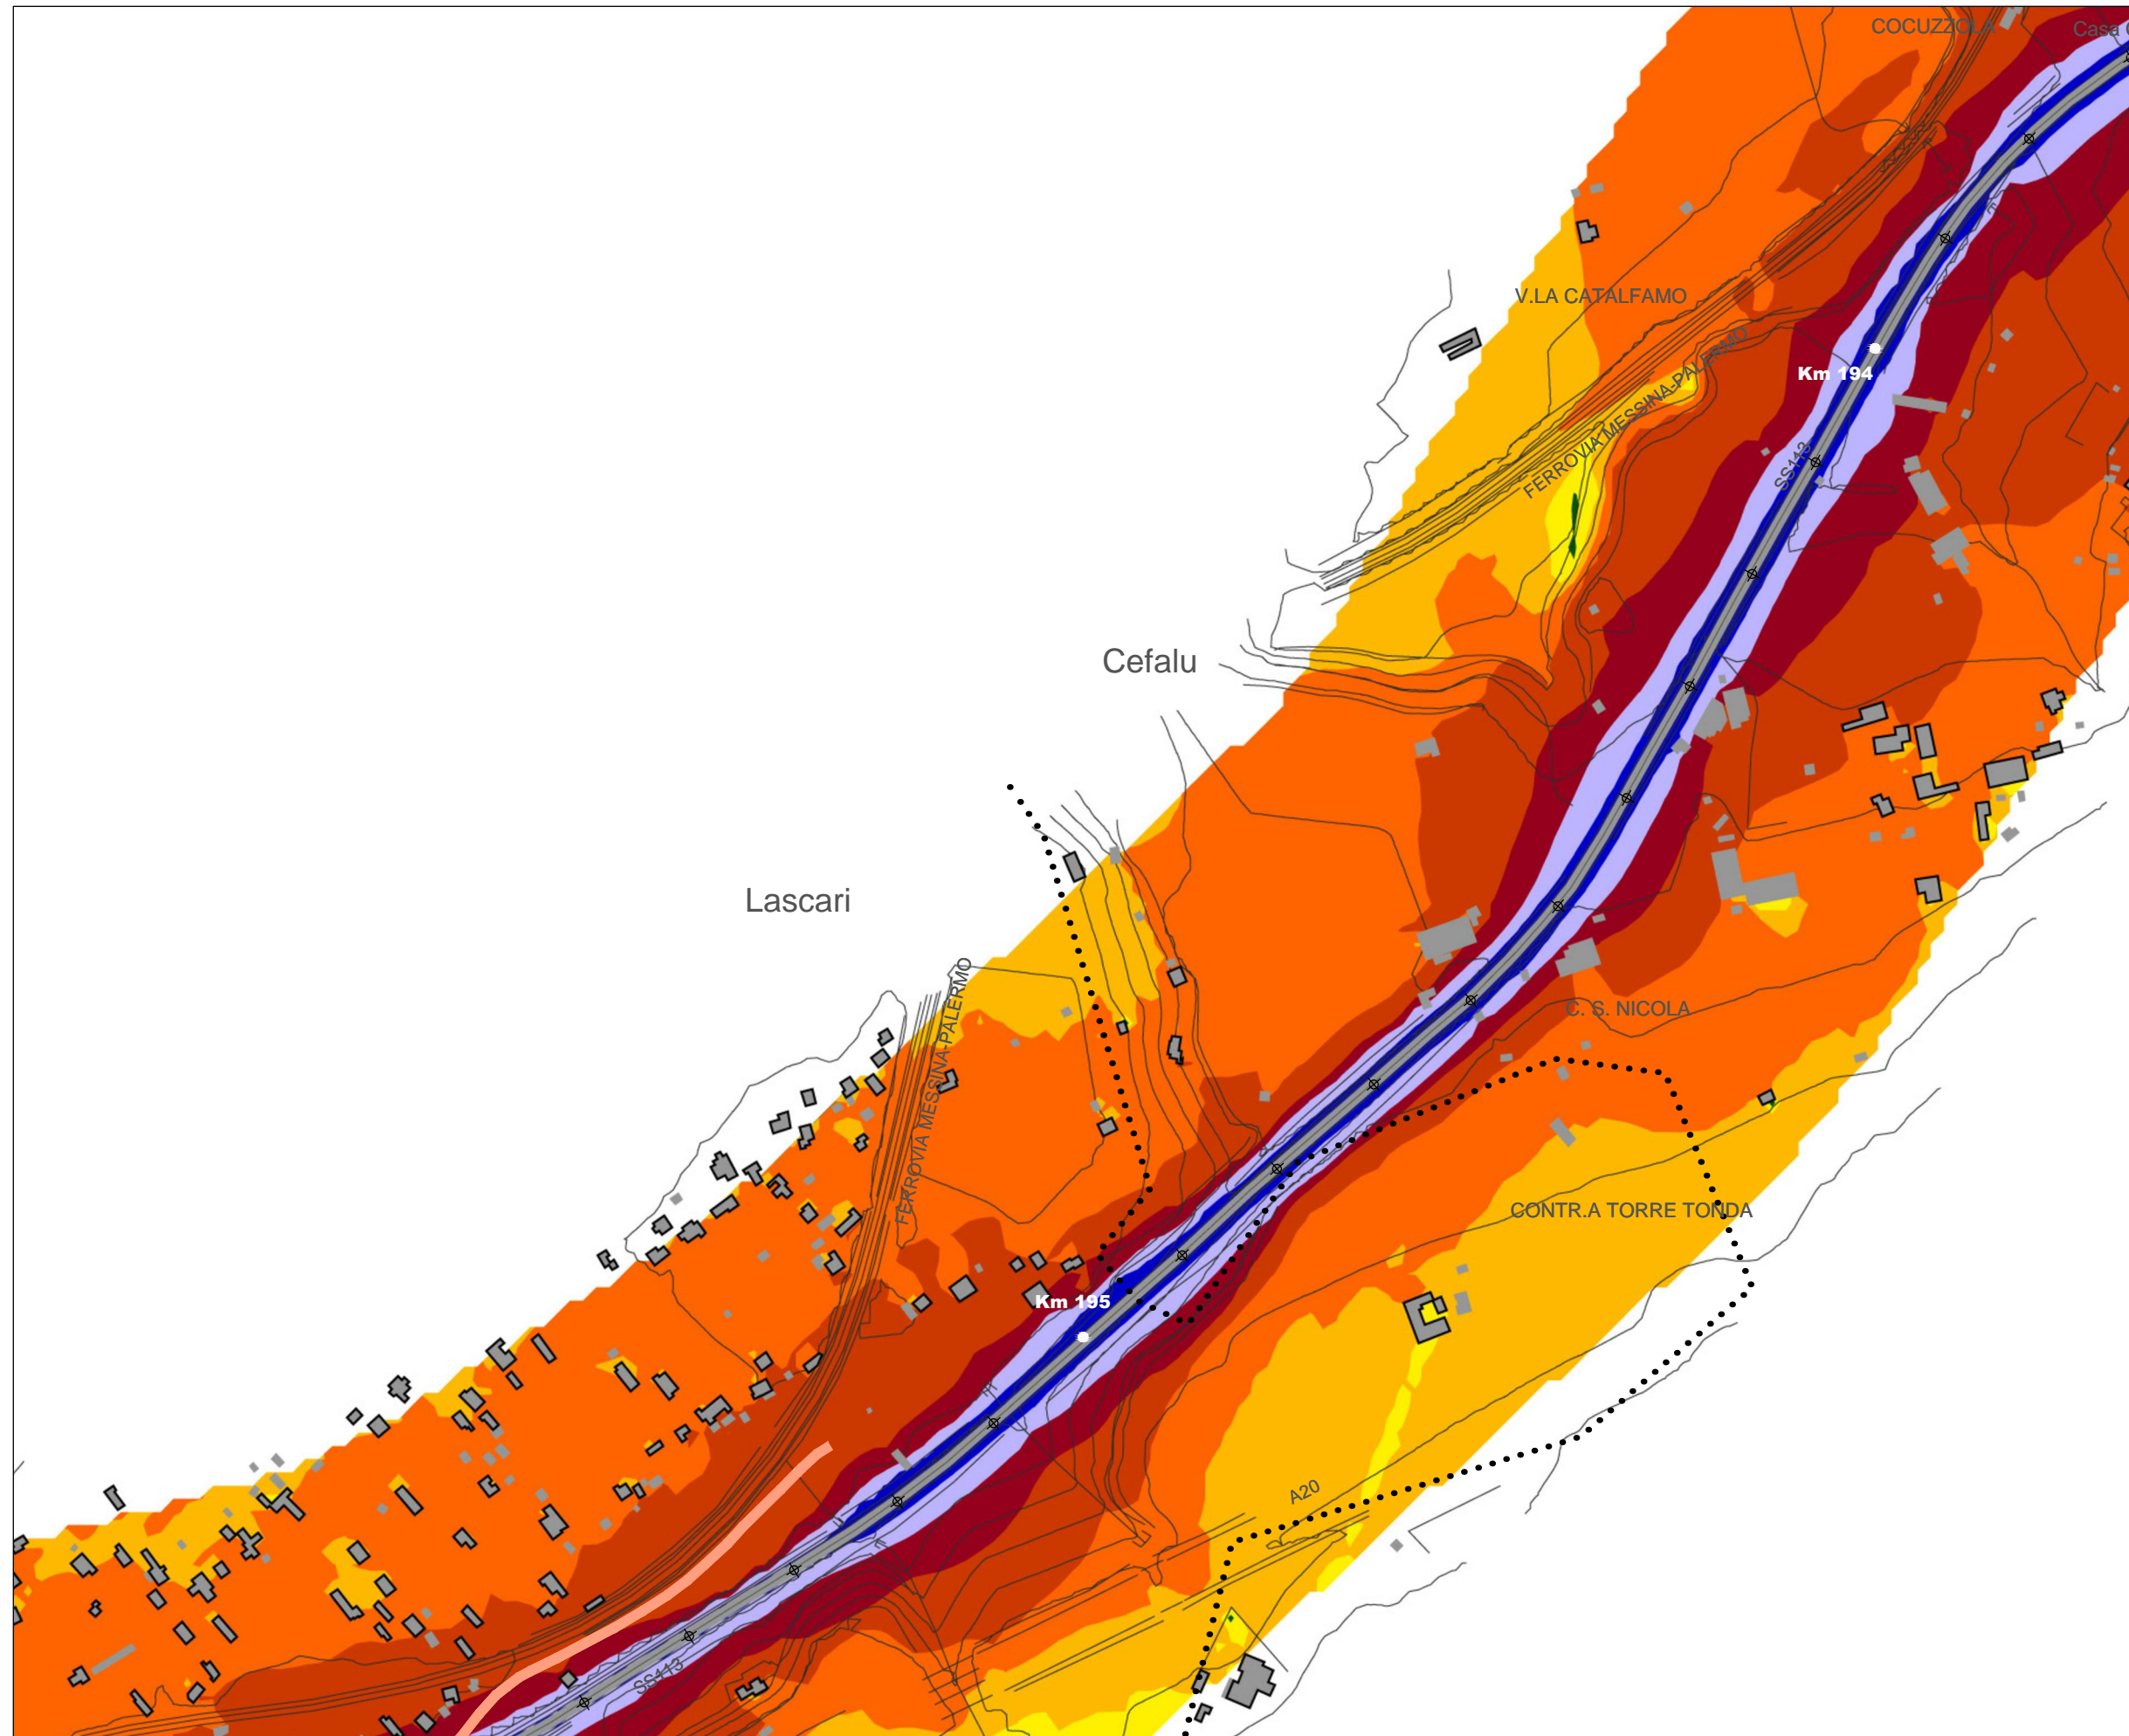 COCUZZOLA
Casa
V.LA CATALFAMO
FERROVIA MESSINA-PALERMO
Km 194
SS113
Cefalu
Lascari
FERROVIA MESSINA-PALERMO
C. S. NICOLA
CONTR.A TORRE TONDA
Km 195
A20
SS113